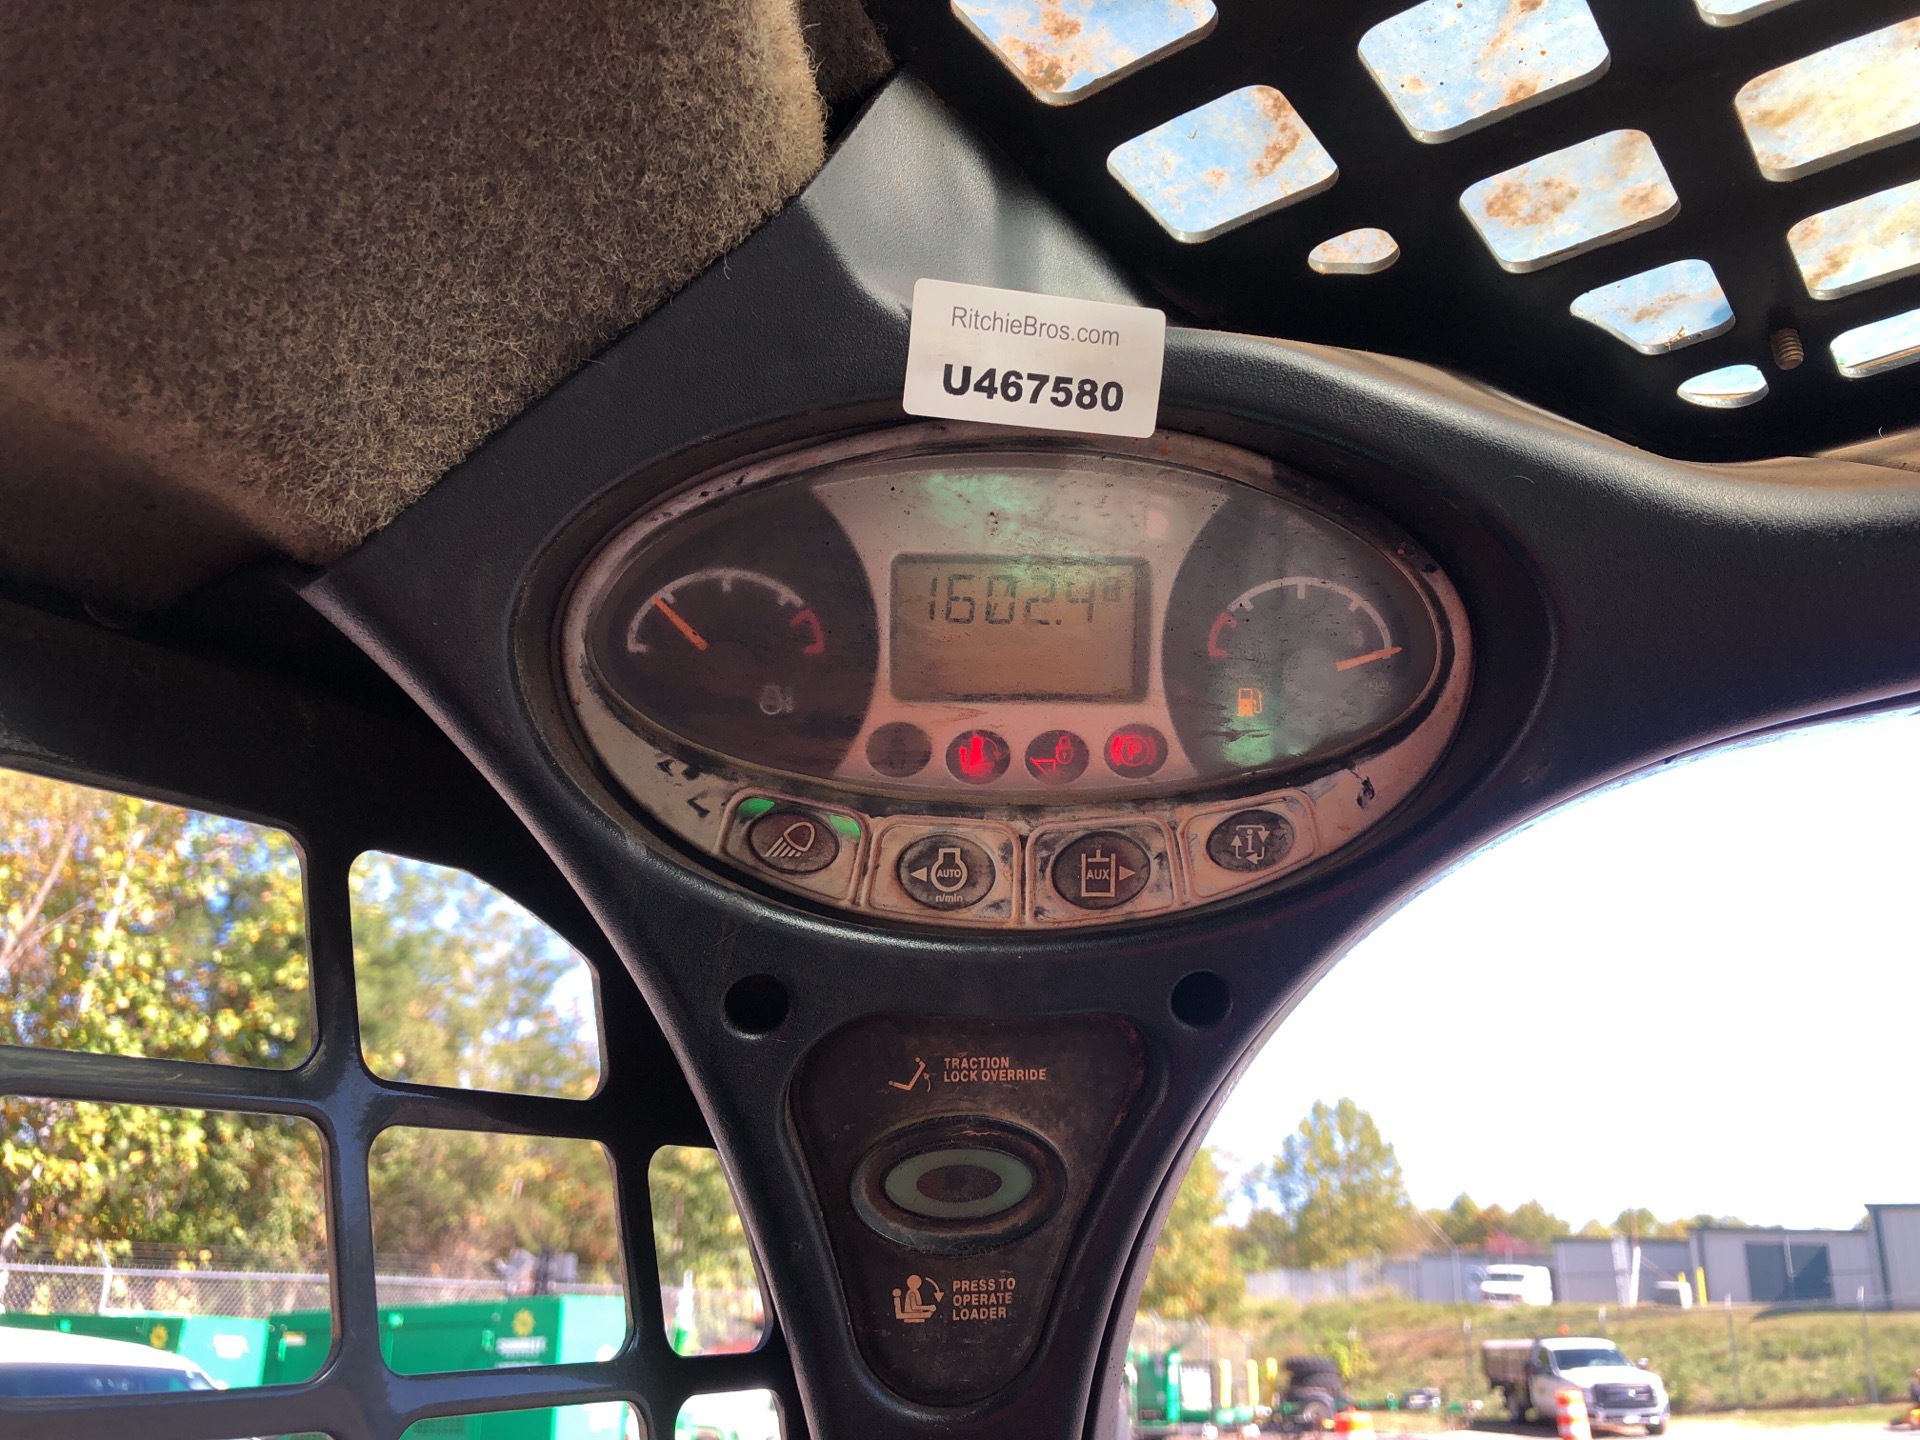 RitchieBros.com
U467580
1602.4
P
AUTO
n/min
AUX
i
TRACTION
LOCK OVERRIDE
PRESS TO
OPERATE
LOADER